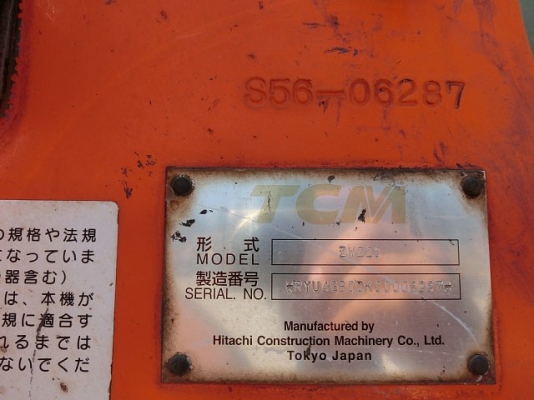 S56-06287
TCM
形式
MODEL
製造番号
SERIAL. NO.
Manufactured by
Hitachi Construction Machinery Co., Ltd.
Tokyo Japan
の規格や法規
になっていま
器含む)
は、本機が
規に適合す
れるまでは
ないでくだ